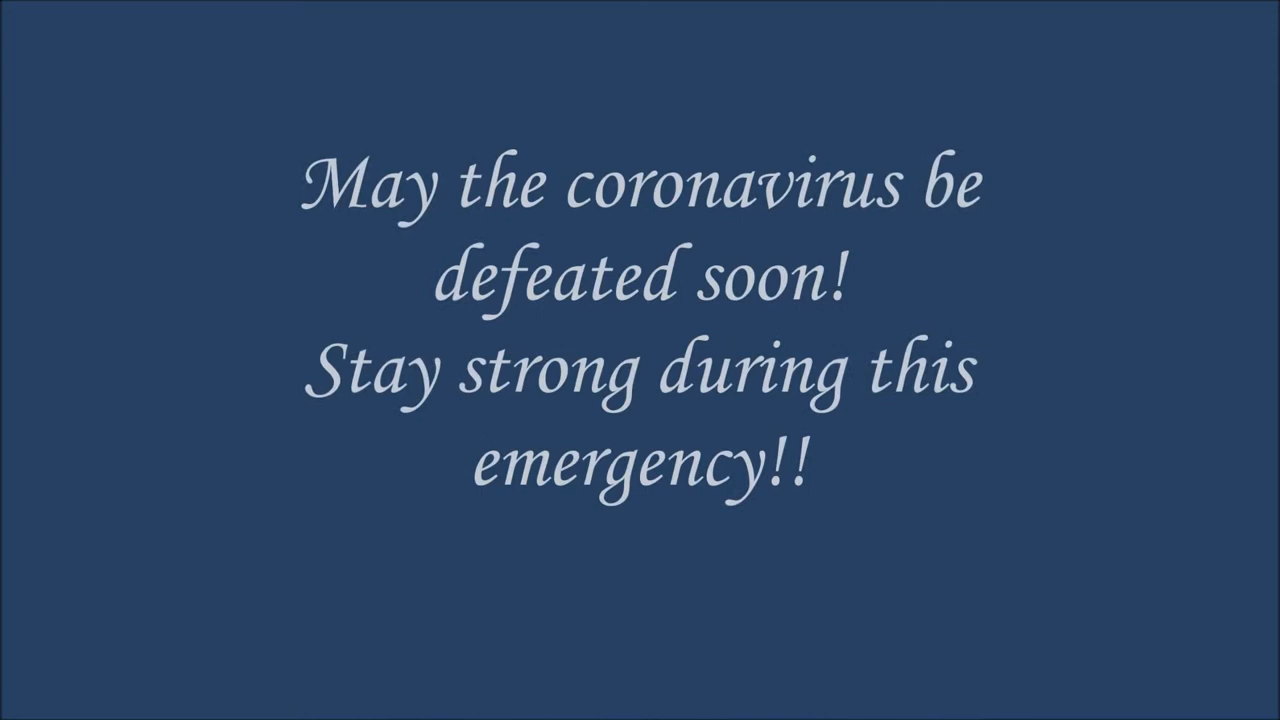 May the coronavirus be
defeated soon!
Stay strong during this
emergency!!